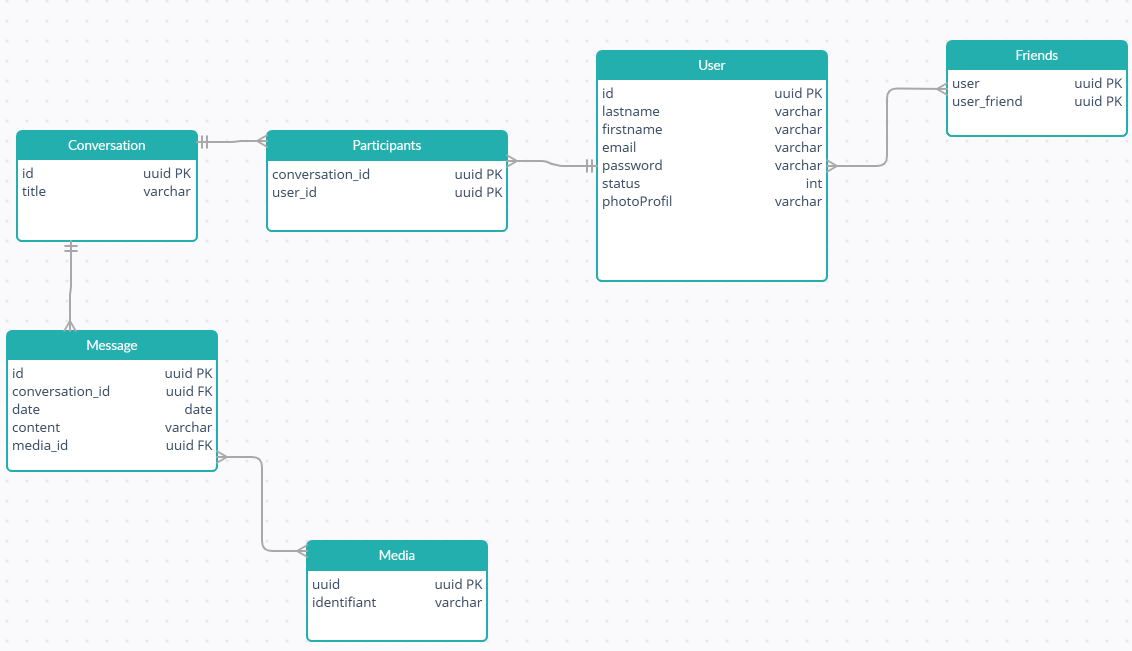 Conversation
id uuid PK
title varchar
Participants
conversation_id uuid PK
user_id uuid PK
User
id uuid PK
lastname varchar
firstname varchar
email varchar
password varchar
status int
photoProfil varchar
Friends
user uuid PK
user_friend uuid PK
Message
id uuid PK
conversation_id uuid FK
date date
content varchar
media_id uuid FK
Media
uuid uuid PK
identifiant varchar